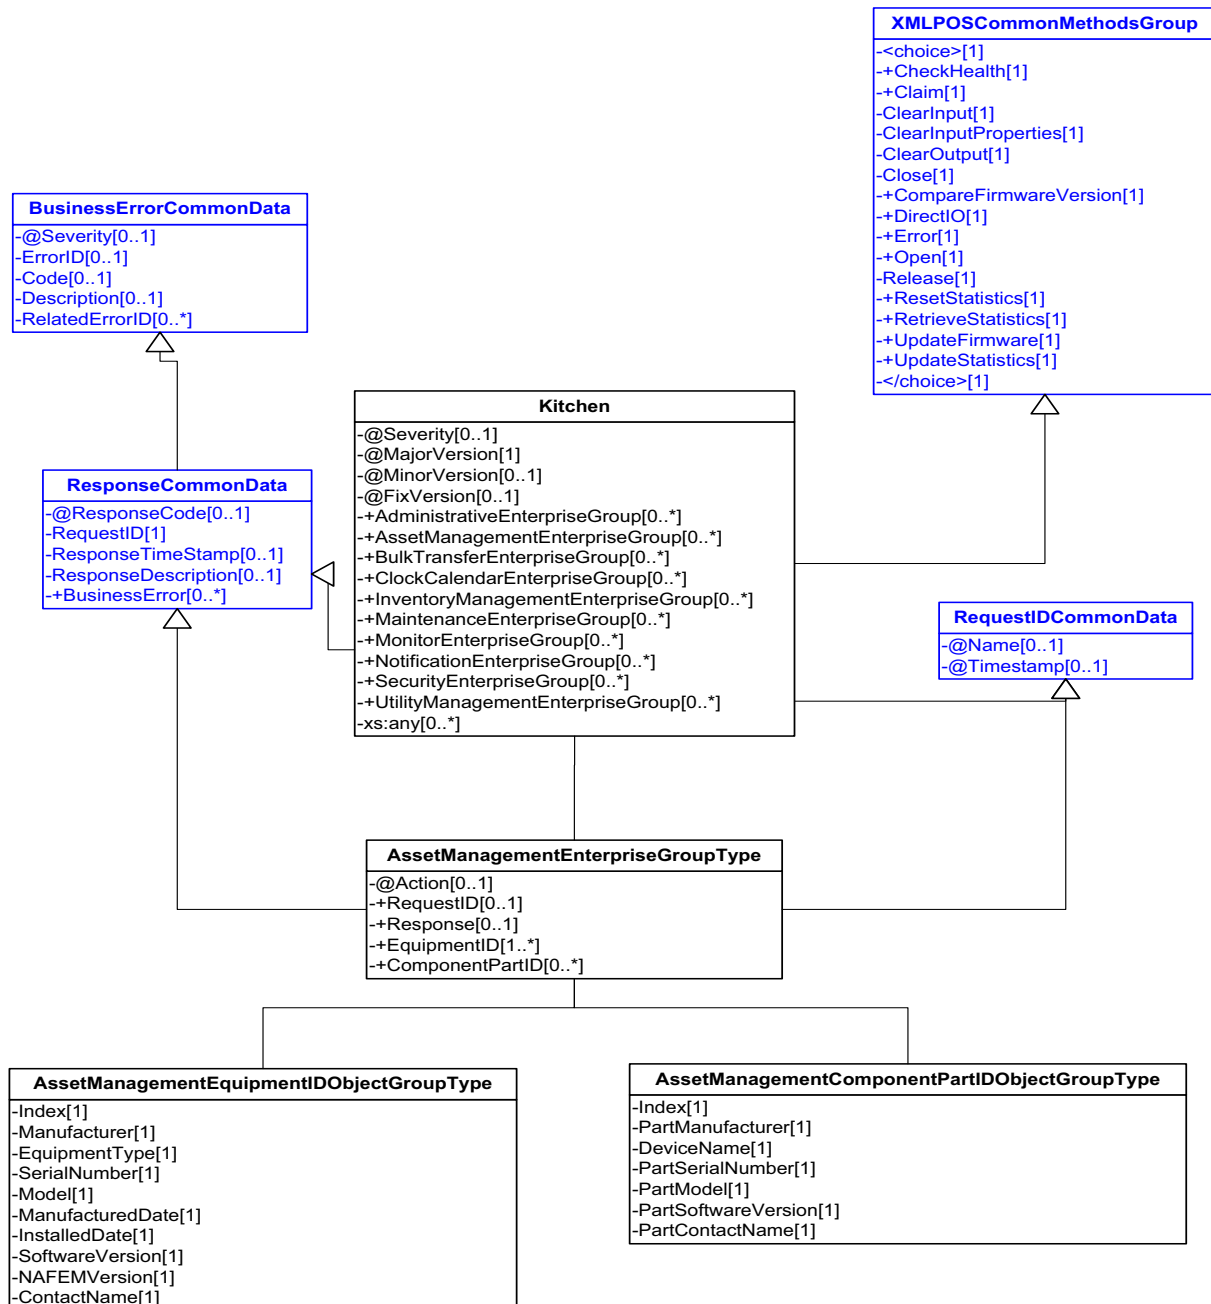 XMLPOSCommonMethodsGroup
-<choice>[1]
-+CheckHealth[1]
-+Claim[1]
-ClearInput[1]
-ClearInputProperties[1]
-ClearOutput[1]
-Close[1]
-+CompareFirmwareVersion[1]
-+DirectIO[1]
-+Error[1]
-+Open[1]
-Release[1]
-+ResetStatistics[1]
-+RetrieveStatistics[1]
-+UpdateFirmware[1]
-+UpdateStatistics[1]
-</choice>[1]
BusinessErrorCommonData
-@Severity[0..1]
-ErrorID[0..1]
-Code[0..1]
-Description[0..1]
-RelatedErrorID[0..*]
Kitchen
-@Severity[0..1]
-@MajorVersion[1]
-@MinorVersion[0..1]
-@FixVersion[0..1]
-+AdministrativeEnterpriseGroup[0..*]
-+AssetManagementEnterpriseGroup[0..*]
-+BulkTransferEnterpriseGroup[0..*]
-+ClockCalendarEnterpriseGroup[0..*]
-+InventoryManagementEnterpriseGroup[0..*]
-+MaintenanceEnterpriseGroup[0..*]
-+MonitorEnterpriseGroup[0..*]
-+NotificationEnterpriseGroup[0..*]
-+SecurityEnterpriseGroup[0..*]
-+UtilityManagementEnterpriseGroup[0..*]
-xs:any[0..*]
ResponseCommonData
-@ResponseCode[0..1]
-RequestID[1]
-ResponseTimeStamp[0..1]
-ResponseDescription[0..1]
-+BusinessError[0..*]
RequestIDCommonData
-@Name[0..1]
-@Timestamp[0..1]
AssetManagementEnterpriseGroupType
-@Action[0..1]
-+RequestID[0..1]
-+Response[0..1]
-+EquipmentID[1..*]
-+ComponentPartID[0..*]
AssetManagementEquipmentIDObjectGroupType
-Index[1]
-Manufacturer[1]
-EquipmentType[1]
-SerialNumber[1]
-Model[1]
-ManufacturedDate[1]
-InstalledDate[1]
-SoftwareVersion[1]
-NAFEMVersion[1]
-ContactName[1]
AssetManagementComponentPartIDObjectGroupType
-Index[1]
-PartManufacturer[1]
-DeviceName[1]
-PartSerialNumber[1]
-PartModel[1]
-PartSoftwareVersion[1]
-PartContactName[1]